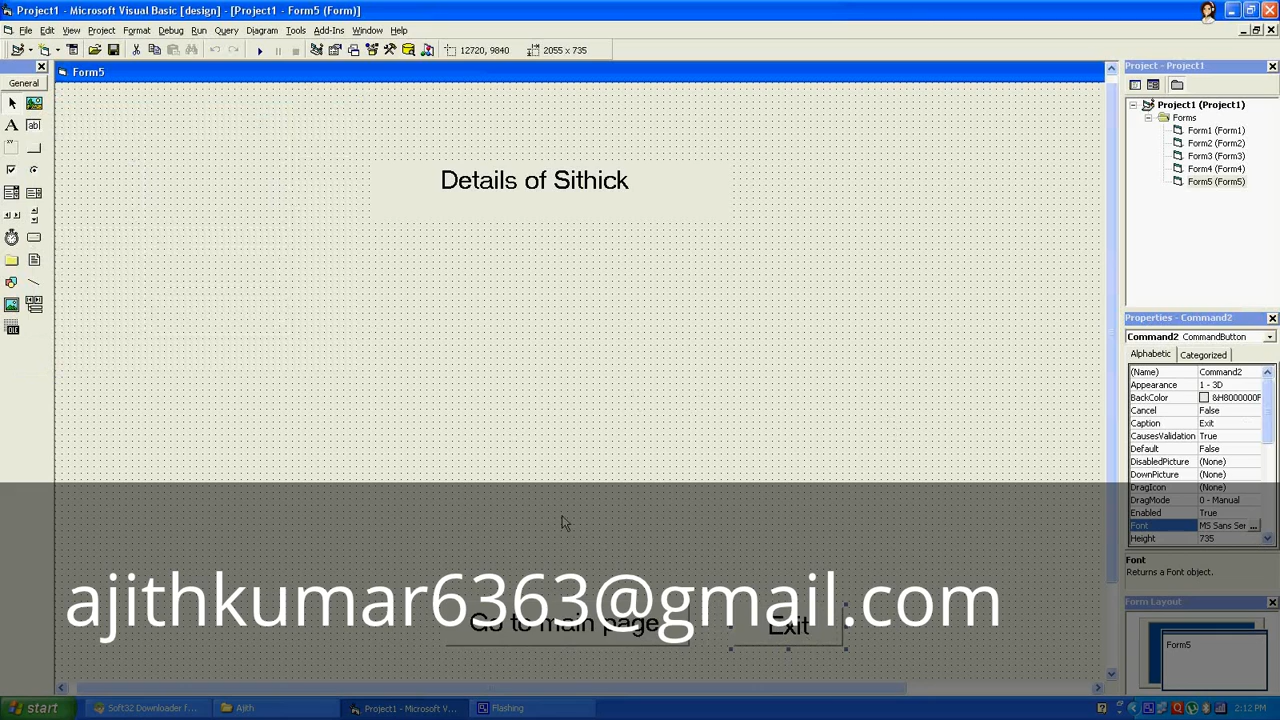 Project1 - Microsoft Visual Basic [design] - [Project1 - Form5 (Form)]
File Edit View Project Format Debug Run Query Diagram Tools Add-Ins Window Help
12720, 9840 2055 x 735
General
Form5
Details of Sithick
Go to main page
Exit
ajithkumar6363@gmail.com
Project - Project1
Project1 (Project1)
Forms
Form1 (Form1)
Form2 (Form2)
Form3 (Form3)
Form4 (Form4)
Form5 (Form5)
Properties - Command2
Command2 CommandButton
Alphabetic Categorized
(Name) Command2
Appearance 1 - 3D
BackColor &H8000000F
Cancel False
Caption Exit
CausesValidation True
Default False
DisabledPicture (None)
DownPicture (None)
DragIcon (None)
DragMode 0 - Manual
Enabled True
Font MS Sans Ser ...
Height 735
Font
Returns a Font object.
Form Layout
Form5
start Soft32 Downloader f... Ajith Project1 - Microsoft V... Flashing 2:12 PM